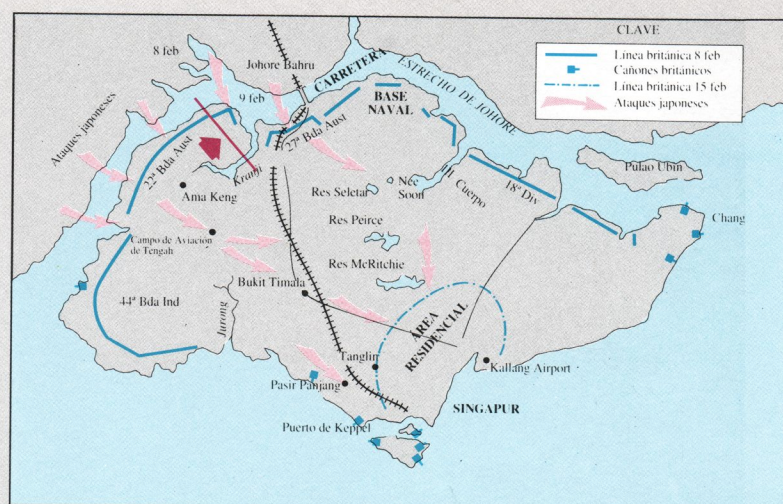 CLAVE
Línea británica 8 feb
Cañones británicos
Línea británica 15 feb
Ataques japoneses
8 feb
Johore Bahru
9 feb
CARRETERA
ESTRECHO DE JOHORE
BASE
NAVAL
Ataques japoneses
22ª Bda Aust
27ª Bda Aust
Kranji
Ama Keng
Res Seletar
Nee
Soon
III Cuerpo
18ª Div
Pulao Ubin
Chang
Res Peirce
Campo de Aviación
de Tengah
Res McRitchie
Bukit Timala
44ª Bda Ind
Jurong
ÁREA
RESIDENCIAL
Tanglin
Kallang Airport
Pasir Panjang
SINGAPUR
Puerto de Keppel